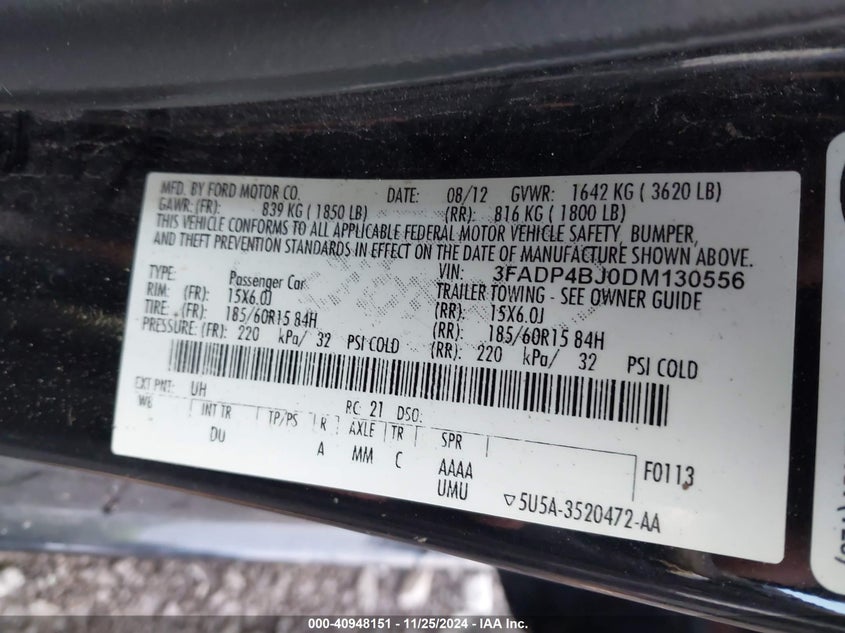 MFD. BY FORD MOTOR CO. DATE: 08/12 GVWR: 1642 KG ( 3620 LB)
GAWR: (FR): 839 KG ( 1850 LB) (RR): 816 KG ( 1800 LB)
THIS VEHICLE CONFORMS TO ALL APPLICABLE FEDERAL MOTOR VEHICLE SAFETY, BUMPER,
AND THEFT PREVENTION STANDARDS IN EFFECT ON THE DATE OF MANUFACTURE SHOWN ABOVE.
VIN: 3FADP4BJ0DM130556
TYPE: Passenger Car TRAILER TOWING - SEE OWNER GUIDE
RIM: (FR): 15X6.0J (RR): 15X6.0J
TIRE: (FR): 185/60R15 84H (RR): 185/60R15 84H
PRESSURE: (FR): 220 kPa/ 32 PSI COLD (RR): 220 kPa/ 32 PSI COLD
EXT PNT: UH RC: 21 DSO:
WB INT TR TP/PS R AXLE TR SPR
DU A MM C AAAA F0113
UMU
▽5U5A-3520472-AA
000-40948151 - 11/25/2024 - IAA Inc.